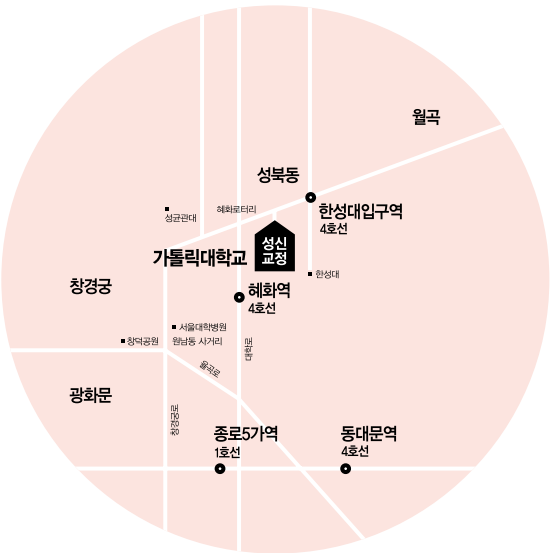 월곡
성북동
한성대입구역
4호선
성균관대
혜화로터리
가톨릭대학교
성신
교정
한성대
창경궁
혜화역
4호선
서울대학병원
창덕공원
원남동 사거리
대학로
율곡로
광화문
창경궁로
종로5가역
1호선
동대문역
4호선